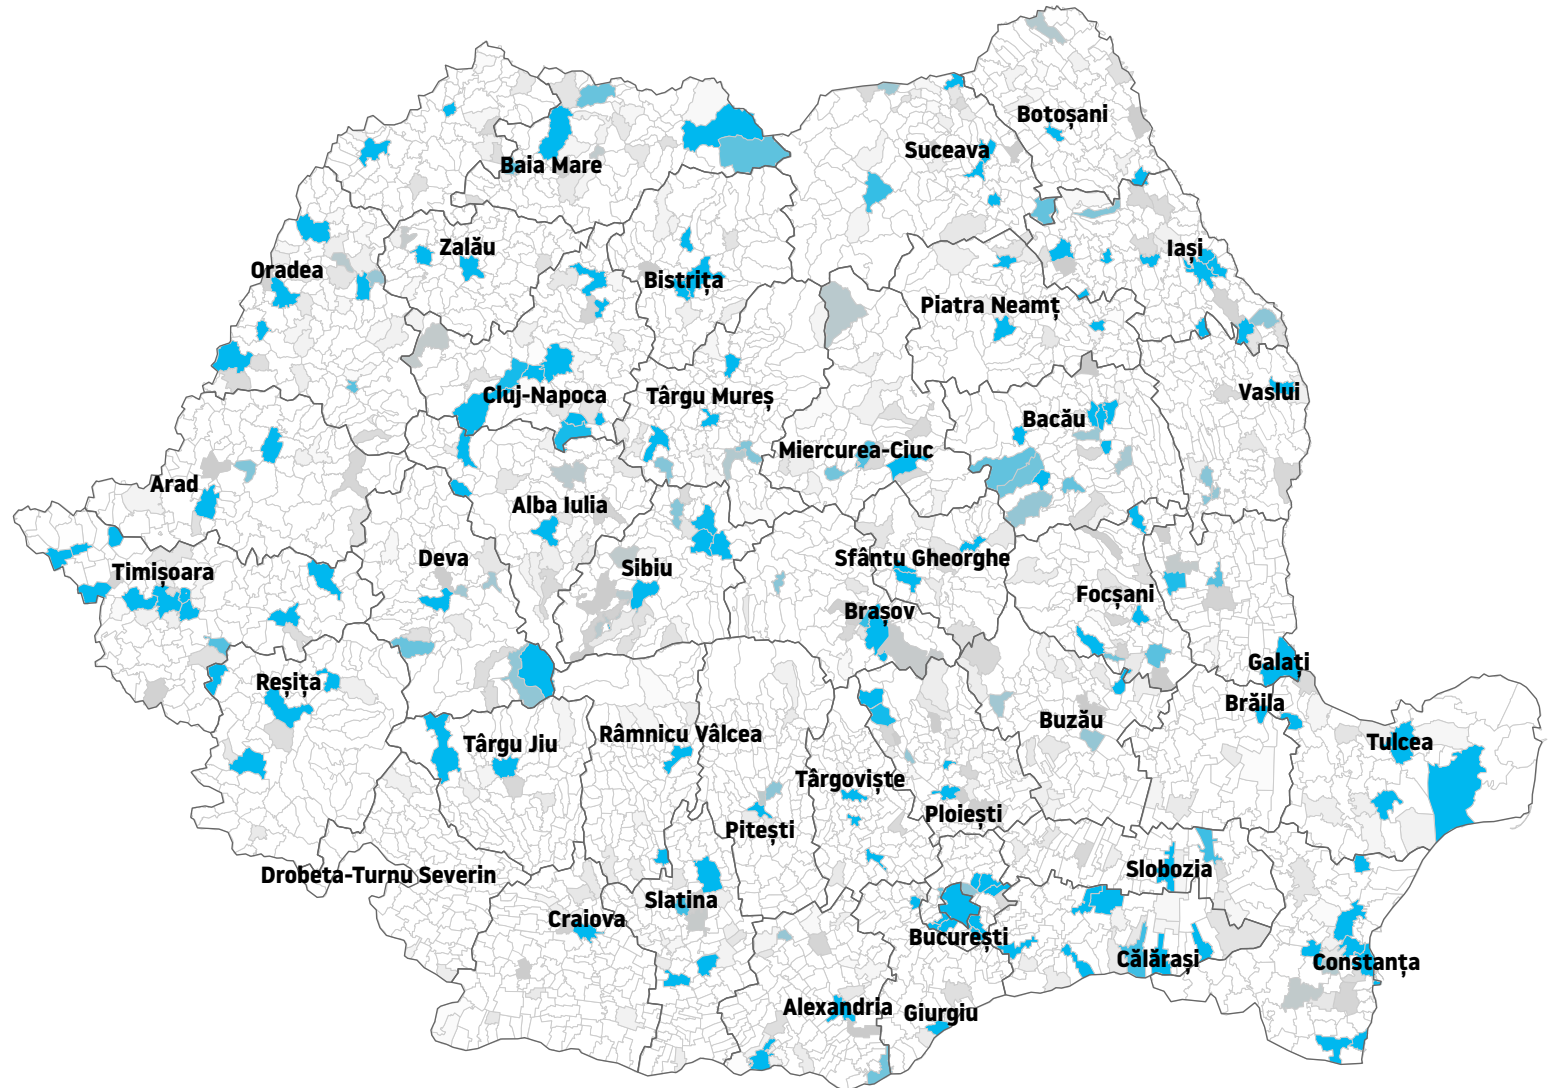 Botoșani
Suceava
Baia Mare
Zalău
Iași
Oradea
Bistrița
Piatra Neamț
Vaslui
Cluj-Napoca
Târgu Mureș
Bacău
Miercurea-Ciuc
Arad
Alba Iulia
Deva
Sfântu Gheorghe
Timișoara
Sibiu
Focșani
Brașov
Galați
Reșița
Brăila
Buzău
Râmnicu Vâlcea
Târgu Jiu
Tulcea
Târgoviște
Ploiești
Pitești
Slobozia
Drobeta-Turnu Severin
Slatina
Craiova
București
Călărași
Constanța
Alexandria
Giurgiu